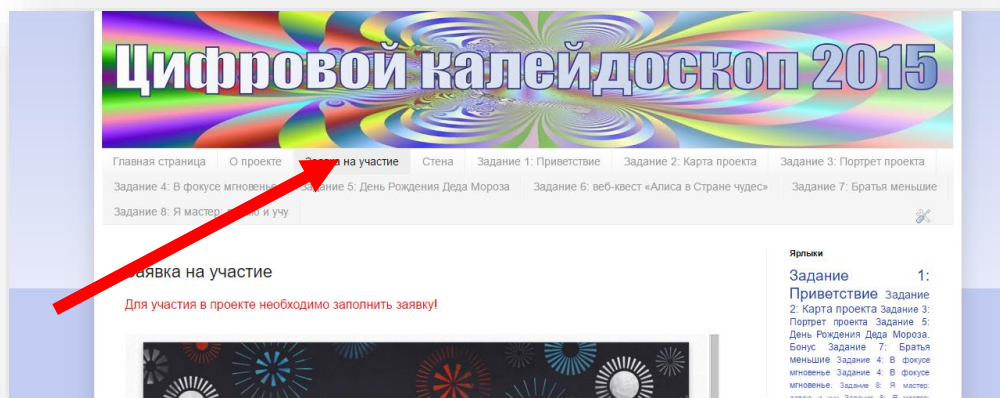 Цифровой калейдоскоп 2015
Главная страница О проекте Заявка на участие Стена Задание 1: Приветствие Задание 2: Карта проекта Задание 3: Портрет проекта
Задание 4: В фокусе мгновенье Задание 5: День Рождения Деда Мороза Задание 6: веб-квест «Алиса в Стране чудес» Задание 7: Братья меньшие
Задание 8: Я мастер: и учу
Ярлыки
Заявка на участие
Для участия в проекте необходимо заполнить заявку!
Задание 1:
Приветствие Задание
2: Карта проекта Задание 3:
Портрет проекта Задание 5:
День Рождения Деда Мороза.
Бонус Задание 7: Братья
меньшие Задание 4: В фокусе
мгновенье Задание 4: В фокусе
мгновенье. Задание 8: Я мастер: